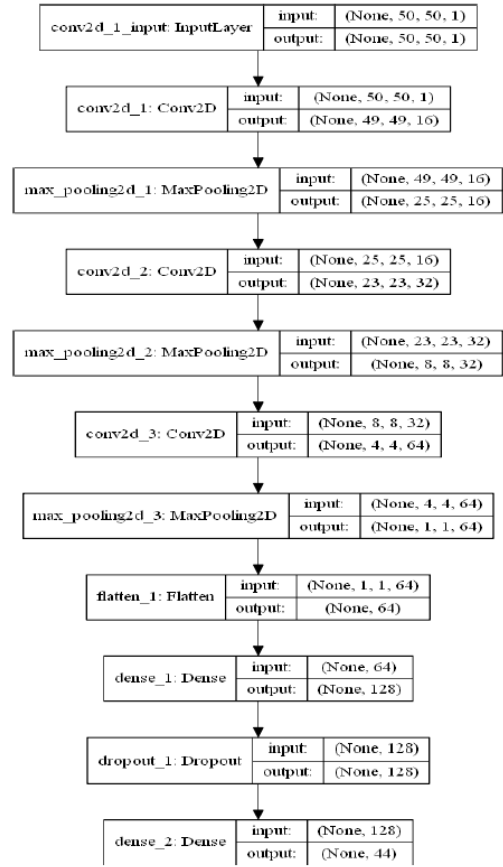 conv2d_1_input: InputLayer
input: (None, 50, 50, 1)
output: (None, 50, 50, 1)
conv2d_1: Conv2D
input: (None, 50, 50, 1)
output: (None, 49, 49, 16)
max_pooling2d_1: MaxPooling2D
input: (None, 49, 49, 16)
output: (None, 25, 25, 16)
conv2d_2: Conv2D
input: (None, 25, 25, 16)
output: (None, 23, 23, 32)
max_pooling2d_2: MaxPooling2D
input: (None, 23, 23, 32)
output: (None, 8, 8, 32)
conv2d_3: Conv2D
input: (None, 8, 8, 32)
output: (None, 4, 4, 64)
max_pooling2d_3: MaxPooling2D
input: (None, 4, 4, 64)
output: (None, 1, 1, 64)
flatten_1: Flatten
input: (None, 1, 1, 64)
output: (None, 64)
dense_1: Dense
input: (None, 64)
output: (None, 128)
dropout_1: Dropout
input: (None, 128)
output: (None, 128)
dense_2: Dense
input: (None, 128)
output: (None, 44)